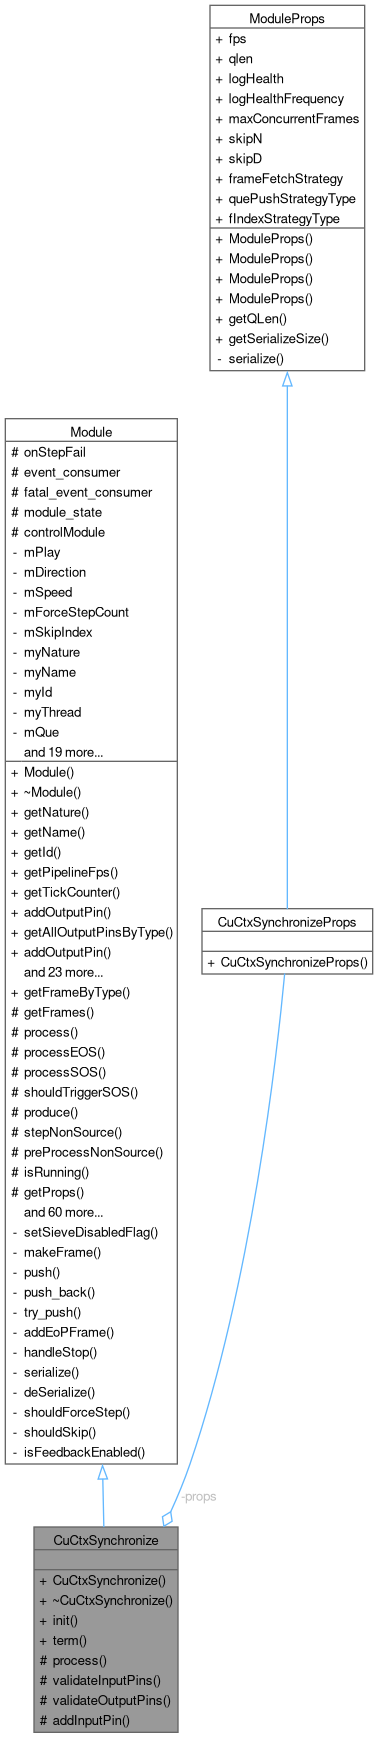 ModuleProps
+ fps
+ qlen
+ logHealth
+ logHealthFrequency
+ maxConcurrentFrames
+ skipN
+ skipD
+ frameFetchStrategy
+ quePushStrategyType
+ fIndexStrategyType
+ ModuleProps()
+ ModuleProps()
+ ModuleProps()
+ ModuleProps()
+ getQLen()
+ getSerializeSize()
- serialize()
Module
# onStepFail
# event_consumer
# fatal_event_consumer
# module_state
# controlModule
- mPlay
- mDirection
- mSpeed
- mForceStepCount
- mSkipIndex
- myNature
- myName
- myId
- myThread
- mQue
and 19 more...
+ Module()
+ ~Module()
+ getNature()
+ getName()
+ getId()
+ getPipelineFps()
+ getTickCounter()
+ addOutputPin()
+ getAllOutputPinsByType()
+ addOutputPin()
and 23 more...
+ getFrameByType()
# getFrames()
# process()
# processEOS()
# processSOS()
# shouldTriggerSOS()
# produce()
# stepNonSource()
# preProcessNonSource()
# isRunning()
# getProps()
and 60 more...
- setSieveDisabledFlag()
- makeFrame()
- push()
- push_back()
- try_push()
- addEoPFrame()
- handleStop()
- serialize()
- deSerialize()
- shouldForceStep()
- shouldSkip()
- isFeedbackEnabled()
CuCtxSynchronizeProps
+ CuCtxSynchronizeProps()
-props
CuCtxSynchronize
+ CuCtxSynchronize()
+ ~CuCtxSynchronize()
+ init()
+ term()
# process()
# validateInputPins()
# validateOutputPins()
# addInputPin()